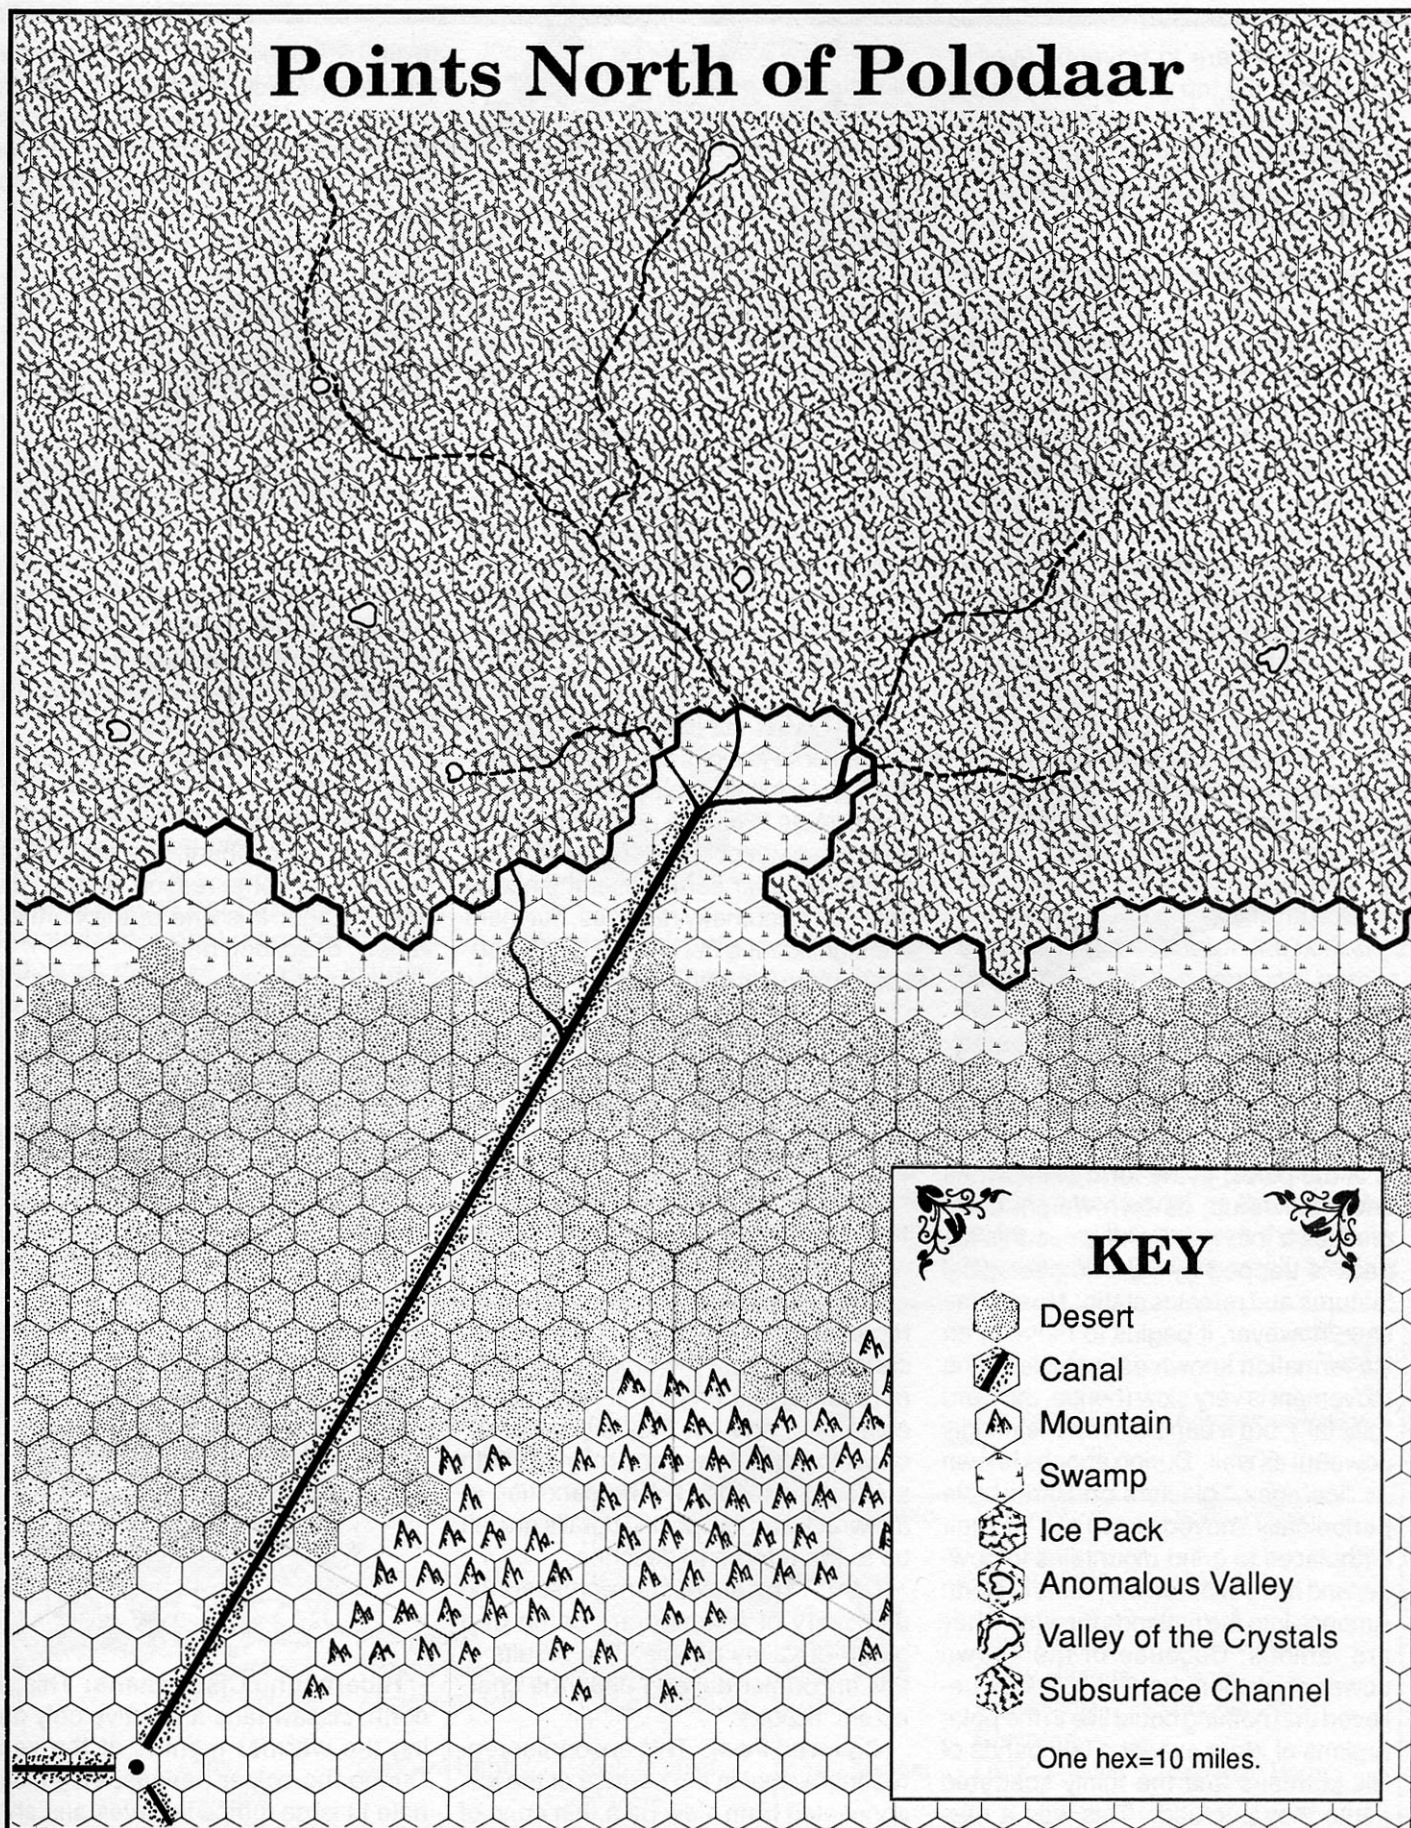 Points North of Polodaar
KEY
Desert
Canal
Mountain
Swamp
Ice Pack
Anomalous Valley
Valley of the Crystals
Subsurface Channel
One hex=10 miles.